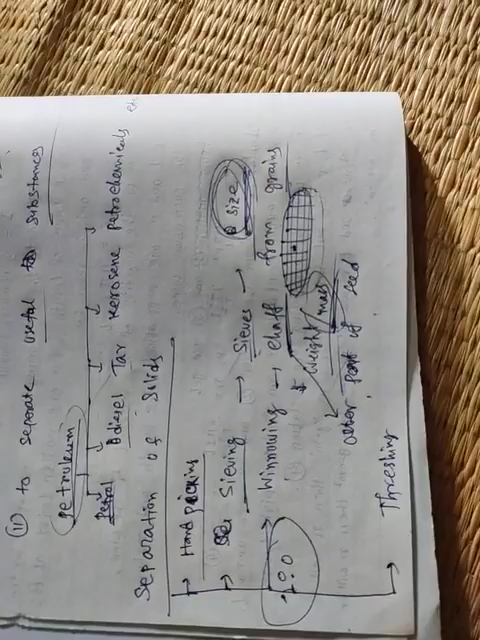 (ii) to separate useful substances
petroleum
Petrol diesel Tar Kerosene petrochemicals etc
Separation of Solids
→ Hand picking
→ Sieving → Sieves → size
→ Winnowing → chaff from grains
weight/mass
other part of seed
→ Threshing